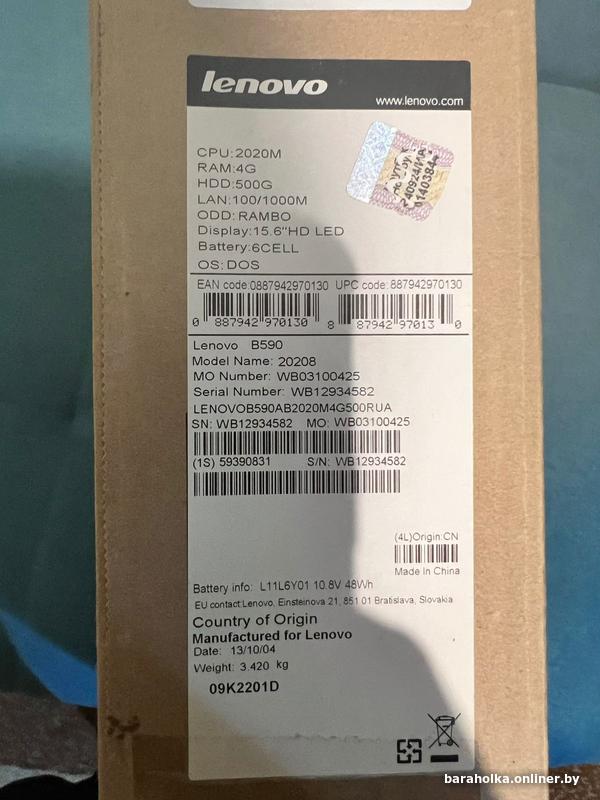 lenovo
www.lenovo.com
CPU:2020M
RAM:4G
HDD:500G
LAN:100/1000M
ODD:RAMBO
Display:15.6"HD LED
Battery:6CELL
OS:DOS
240924/ИА
01403844
EAN code:0887942970130 UPC code:887942970130
0 887942 970130 8 87942 97013 0
Lenovo B590
Model Name: 20208
MO Number: WB03100425
Serial Number: WB12934582
LENOVOB590AB2020M4G500RUA
SN: WB12934582 MO: WB03100425
(1S) 59390831 S/N: WB12934582
(4L)Origin:CN
Made In China
Battery info: L11L6Y01 10.8V 48Wh
EU contact:Lenovo, Einsteinova 21, 851 01 Bratislava, Slovakia
Country of Origin
Manufactured for Lenovo
Date: 13/10/04
Weight: 3.420 kg
09K2201D
baraholka.onliner.by